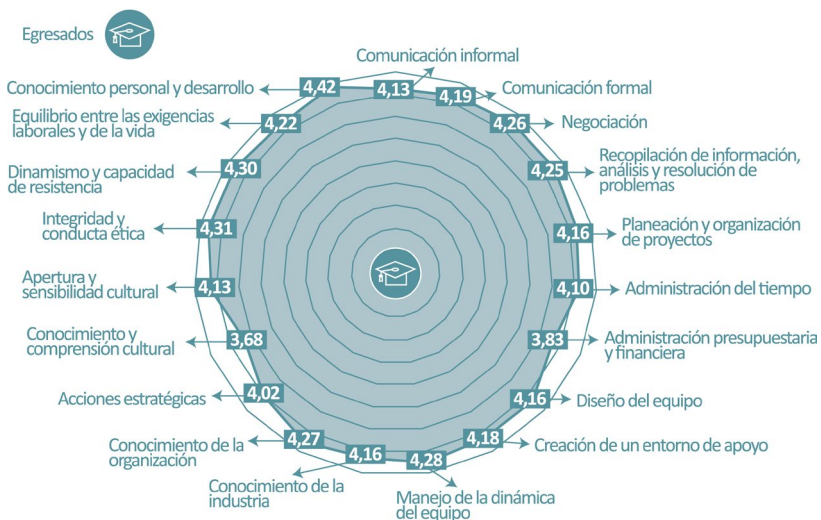 Egresados
Comunicación informal
4,13
Comunicación formal
4,19
Negociación
4,26
Recopilación de información,
análisis y resolución de
problemas
4,25
Planeación y organización
de proyectos
4,16
Administración del tiempo
4,10
Administración presupuestaria
y financiera
3,83
Diseño del equipo
4,16
Creación de un entorno de apoyo
4,18
Manejo de la dinámica
del equipo
4,28
Conocimiento de la
industria
4,16
Conocimiento de la
organización
4,27
Acciones estratégicas
4,02
Conocimiento y
comprensión cultural
3,68
Apertura y
sensibilidad cultural
4,13
Integridad y
conducta ética
4,31
Dinamismo y capacidad
de resistencia
4,30
Equilibrio entre las exigencias
laborales y de la vida
4,22
Conocimiento personal y desarrollo
4,42